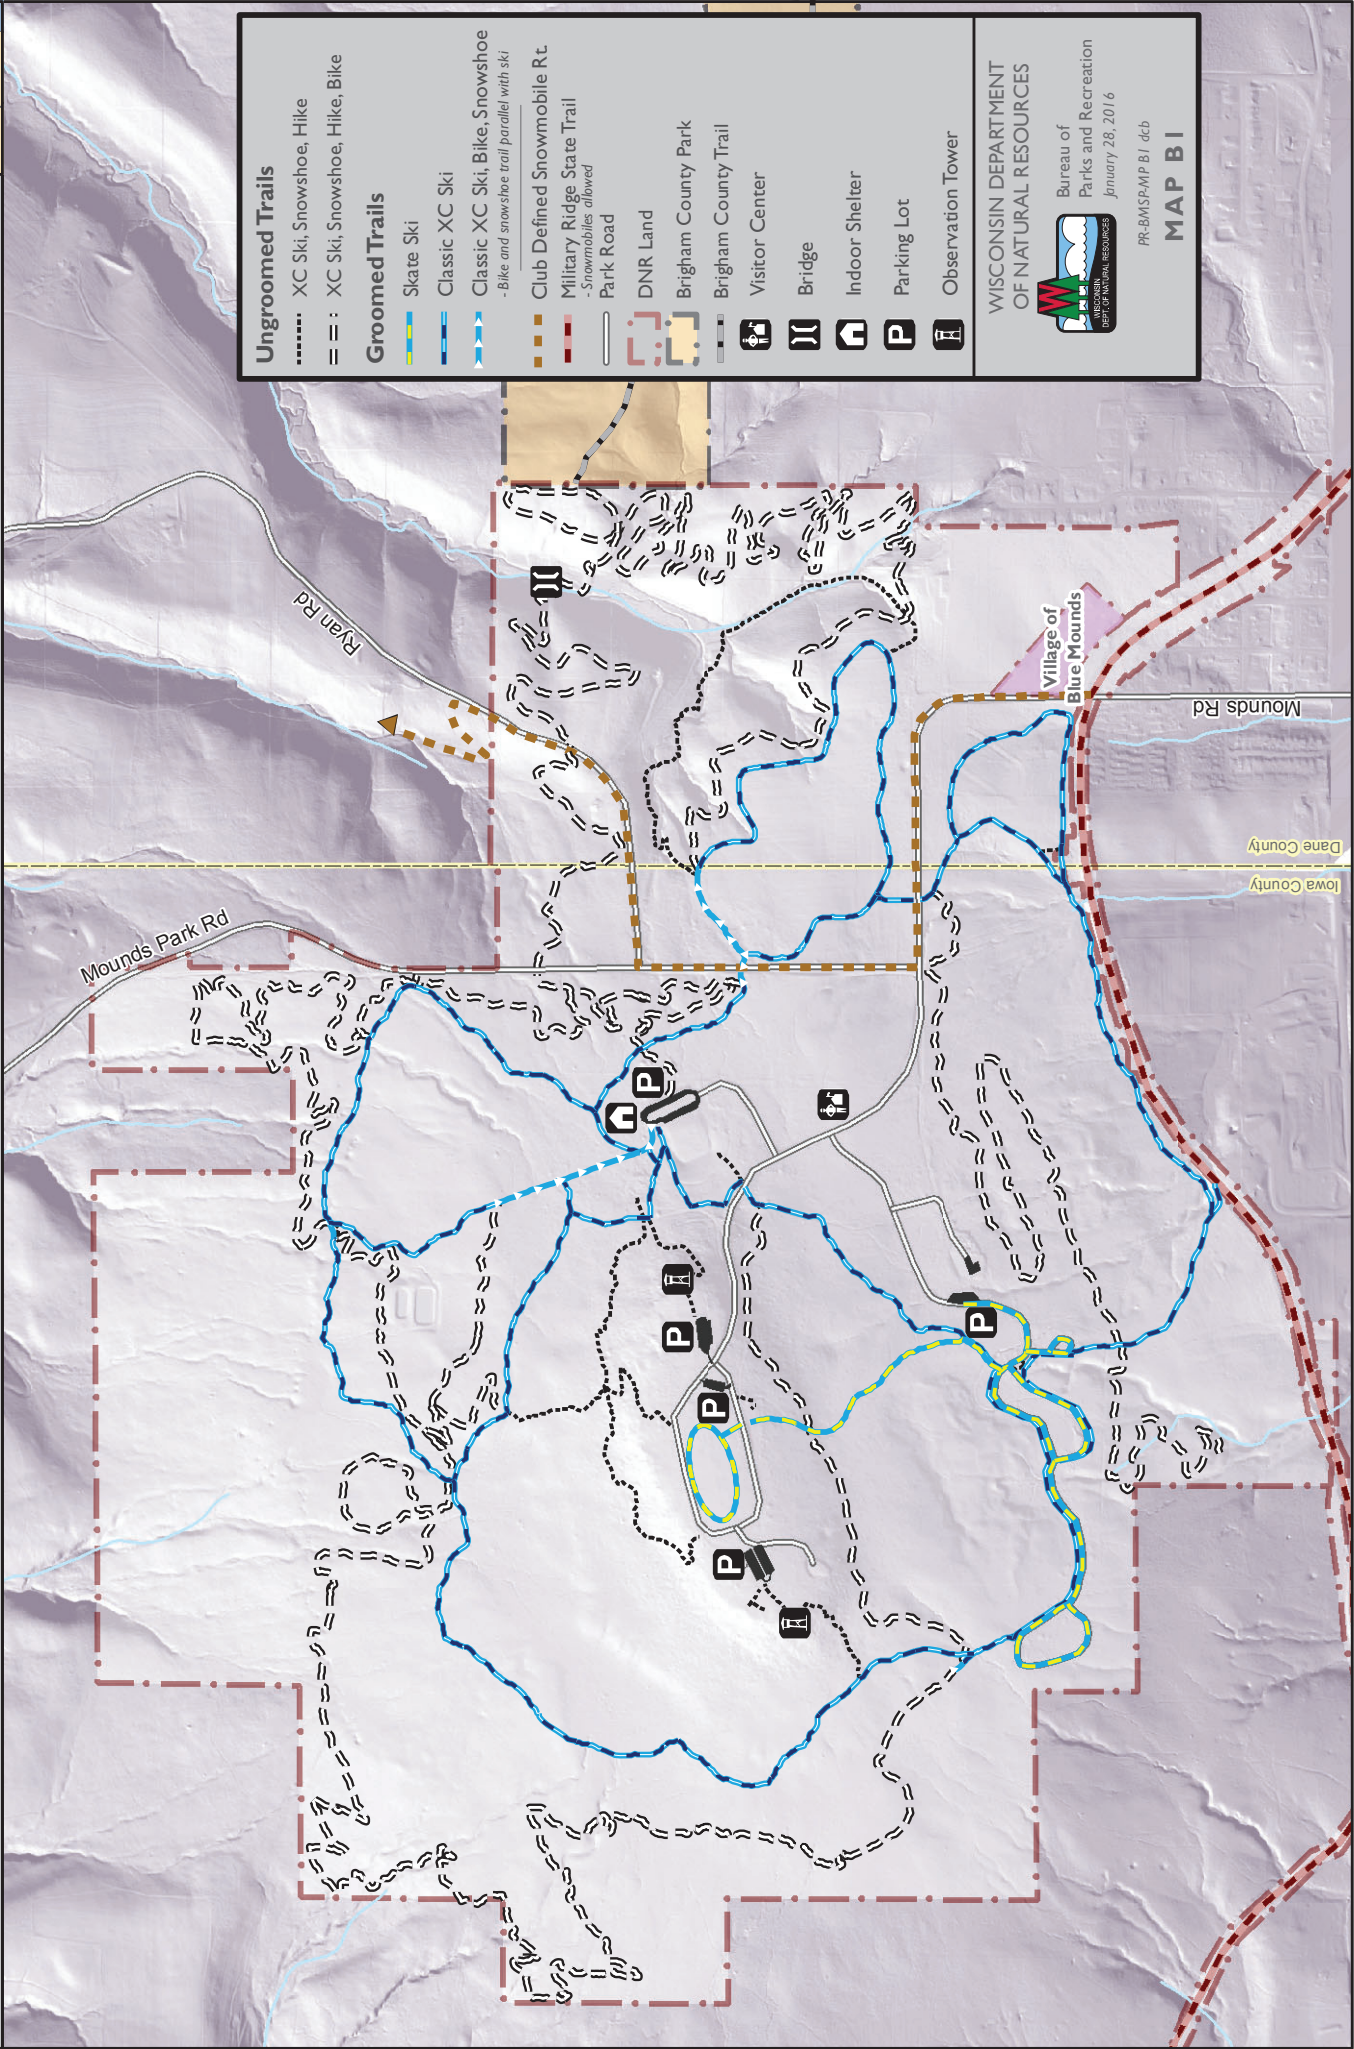 Ungroomed Trails
XC Ski, Snowshoe, Hike
XC Ski, Snowshoe, Hike, Bike
Groomed Trails
Skate Ski
Classic XC Ski
Classic XC Ski, Bike, Snowshoe
- Bike and snowshoe trail parallel with ski
Club Defined Snowmobile Rt.
Military Ridge State Trail
- Snowmobiles allowed
Park Road
DNR Land
Brigham County Park
Brigham County Trail
Visitor Center
Bridge
Indoor Shelter
P
Parking Lot
Observation Tower
WISCONSIN DEPARTMENT
OF NATURAL RESOURCES
W
WISCONSIN
DEPT. OF NATURAL RESOURCES
Bureau of
Parks and Recreation
January 28, 2016
PR-BMSP-MP B1 dcb
MAP B1
Mounds Park Rd
Ryan Rd
Village of
Blue Mounds
Mounds Rd
Dane County
Iowa County
P
P
P
P
P